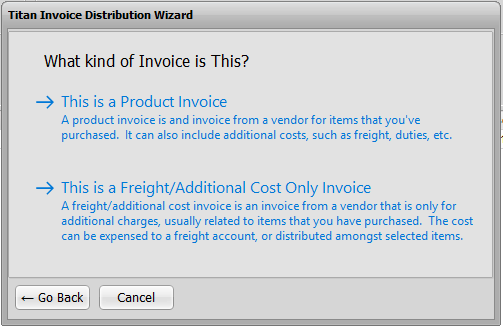 Titan Invoice Distribution Wizard
What kind of Invoice is This?
→ This is a Product Invoice
A product invoice is and invoice from a vendor for items that you've
purchased.  It can also include additional costs, such as freight, duties, etc.
→ This is a Freight/Additional Cost Only Invoice
A freight/additional cost invoice is an invoice from a vendor that is only for
additional charges, usually related to items that you have purchased.  The cost
can be expensed to a freight account, or distributed amongst selected items.
← Go Back
Cancel